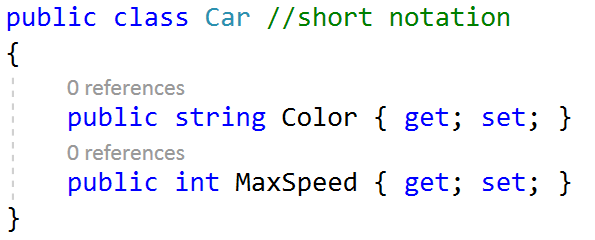 public class Car //short notation
{
0 references
public string Color { get; set; }
0 references
public int MaxSpeed { get; set; }
}